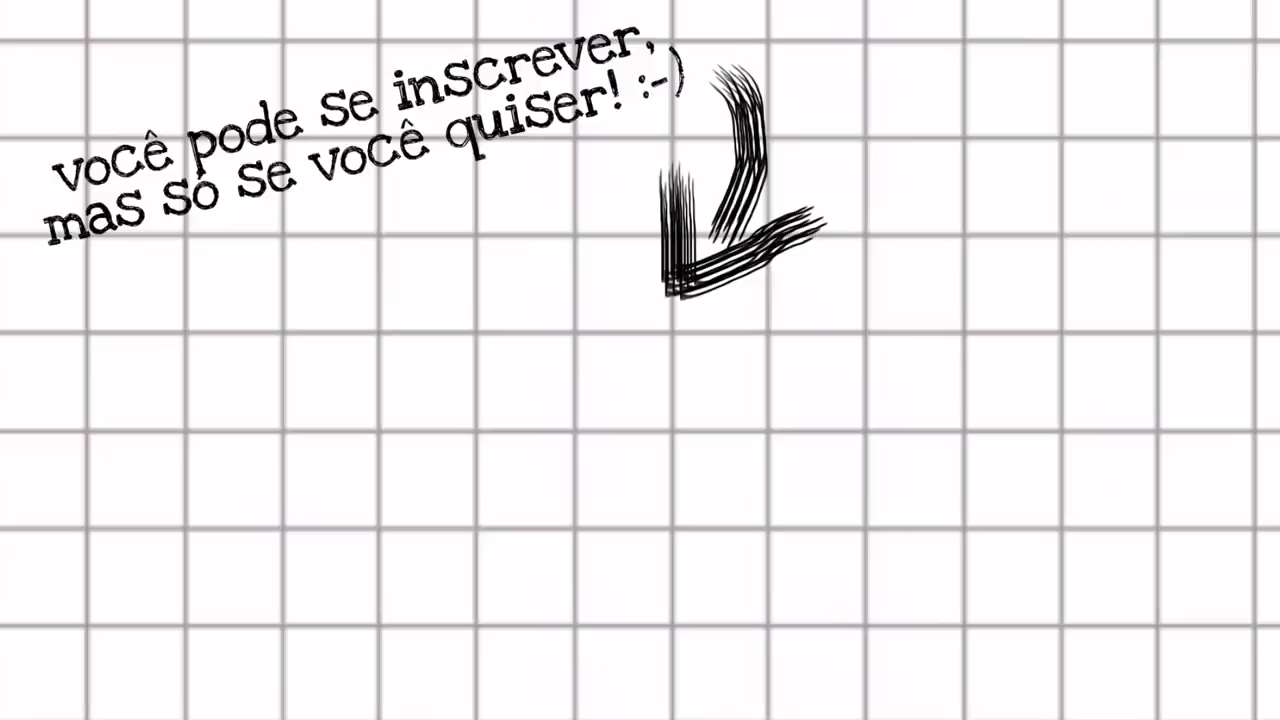 você pode se inscrever,
mas só se você quiser! :-)